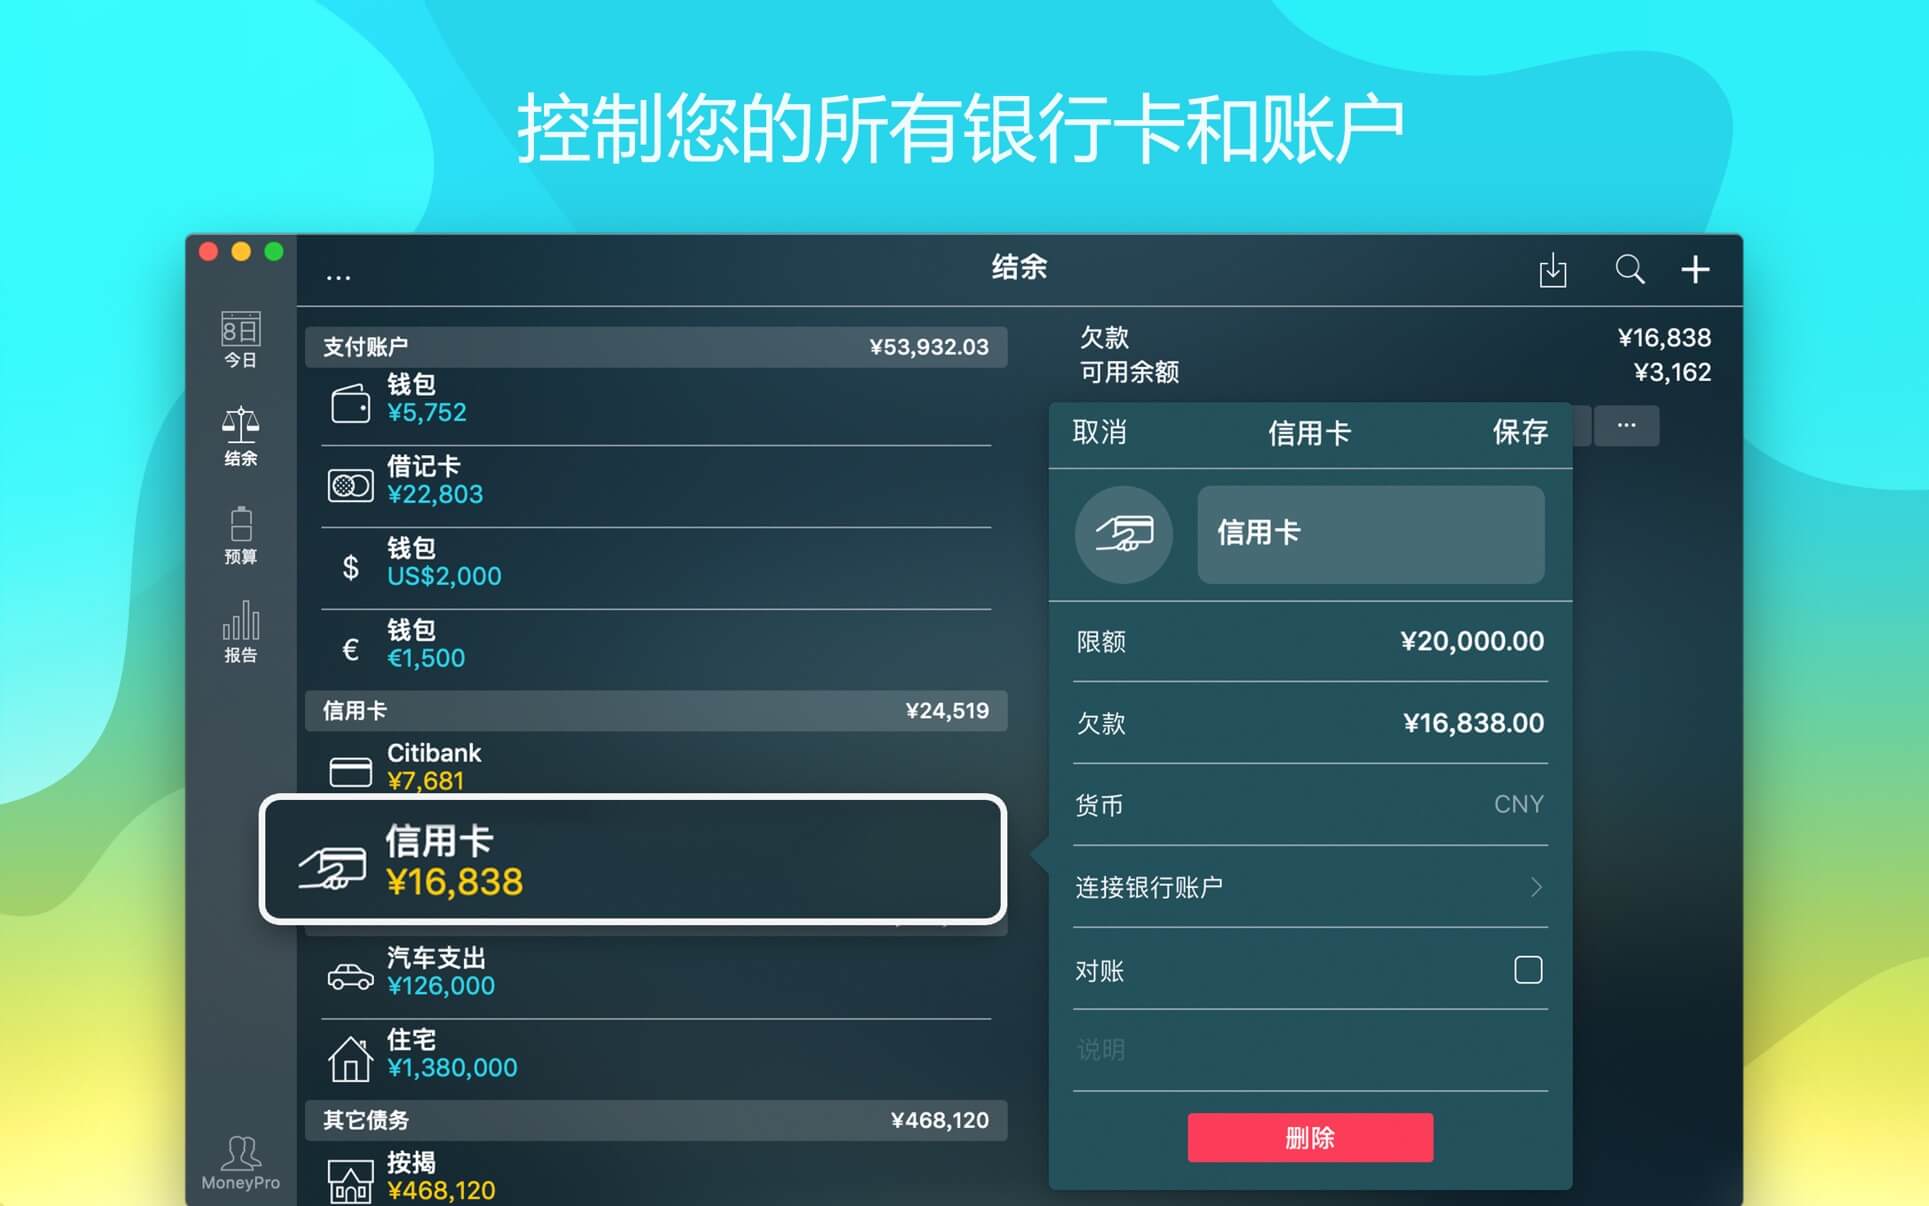 控制您的所有银行卡和账户
...
结余
8日
今日
结余
预算
报告
MoneyPro
支付账户 ¥53,932.03
钱包
¥5,752
借记卡
¥22,803
$ 钱包
US$2,000
€ 钱包
€1,500
信用卡 ¥24,519
Citibank
¥7,681
信用卡
¥16,838
汽车支出
¥126,000
住宅
¥1,380,000
其它债务 ¥468,120
按揭
¥468,120
欠款 ¥16,838
可用余额 ¥3,162
...
取消 信用卡 保存
信用卡
限额 ¥20,000.00
欠款 ¥16,838.00
货币 CNY
连接银行账户
对账
说明
删除